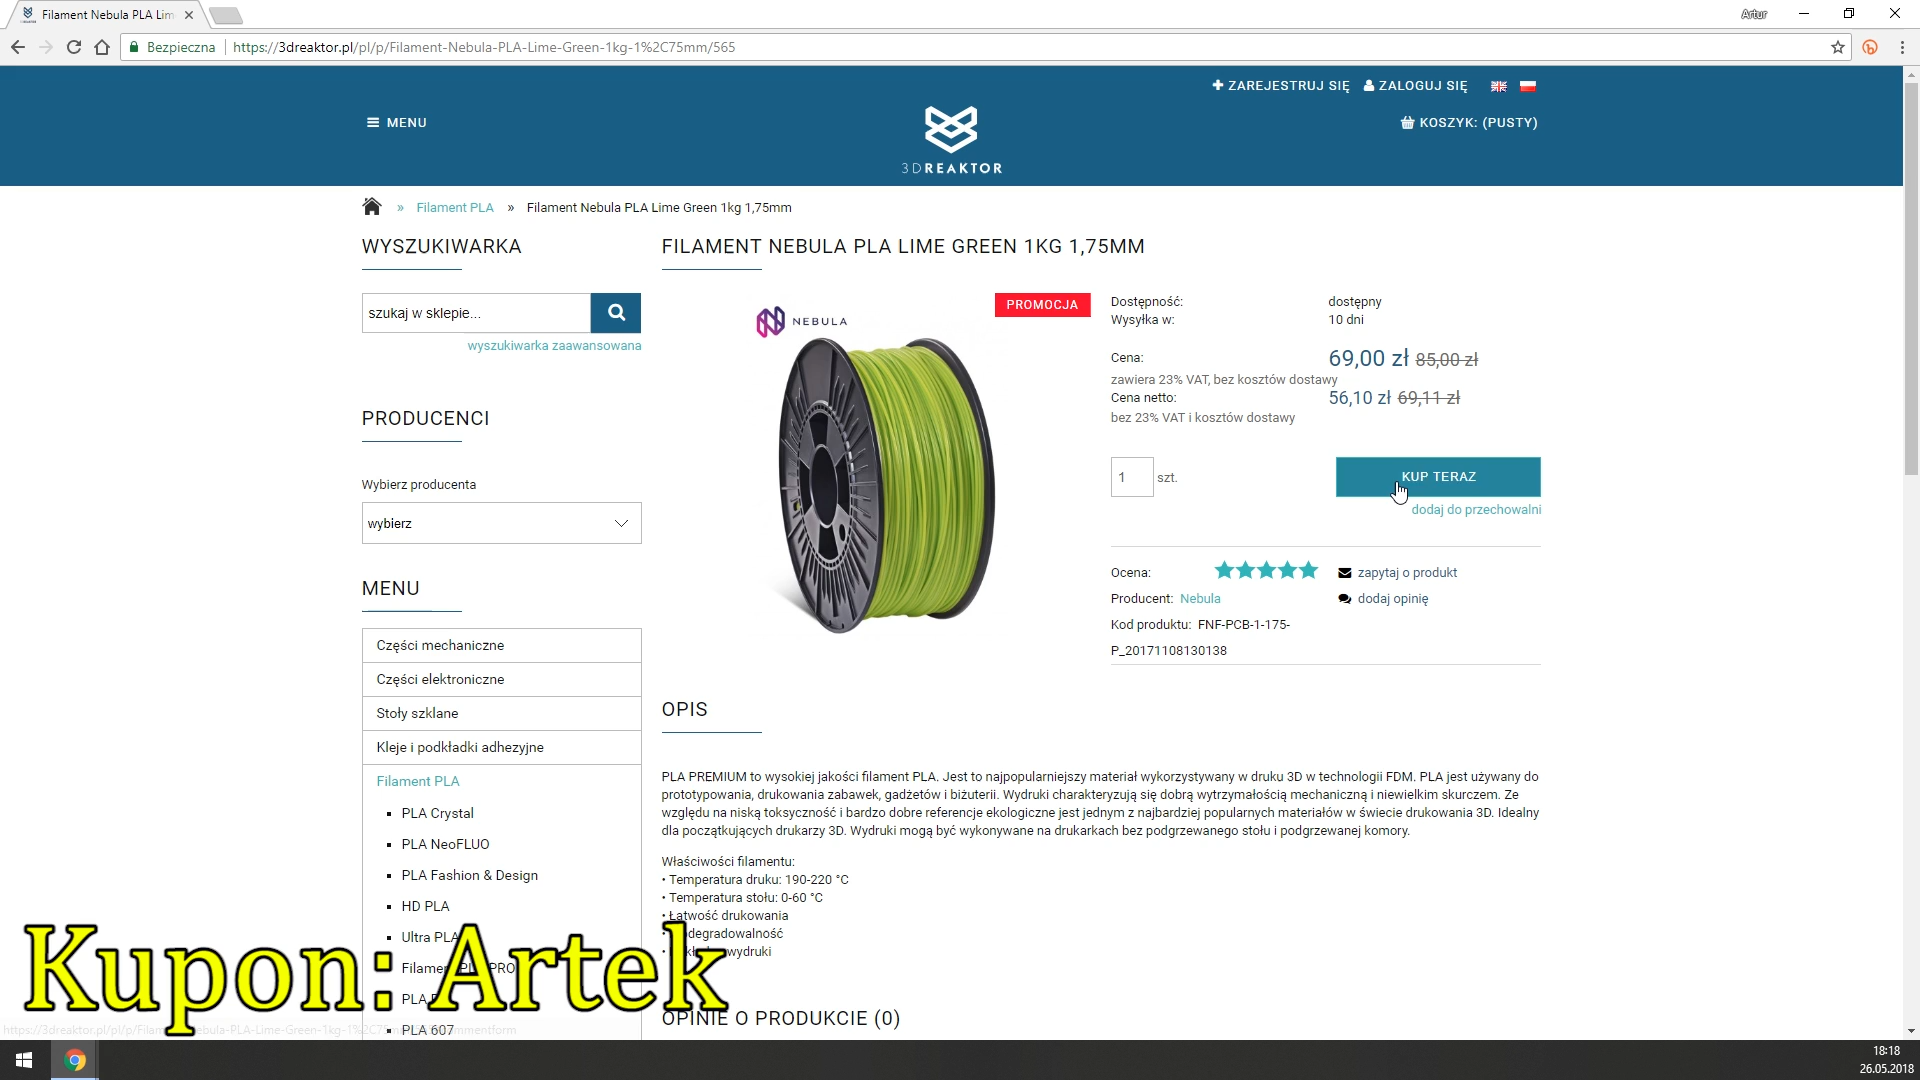 Filament Nebula PLA Lim
Artur
Bezpieczna
https://3dreaktor.pl/pl/p/Filament-Nebula-PLA-Lime-Green-1kg-1%2C75mm/565
ZAREJESTRUJ SIĘ
ZALOGUJ SIĘ
MENU
KOSZYK: (PUSTY)
3DREAKTOR
» Filament PLA » Filament Nebula PLA Lime Green 1kg 1,75mm
WYSZUKIWARKA
szukaj w sklepie...
wyszukiwarka zaawansowana
PRODUCENCI
Wybierz producenta
wybierz
MENU
Części mechaniczne
Części elektroniczne
Stoły szklane
Kleje i podkładki adhezyjne
Filament PLA
PLA Crystal
PLA NeoFLUO
PLA Fashion & Design
HD PLA
Ultra PLA
PLA 607
FILAMENT NEBULA PLA LIME GREEN 1KG 1,75MM
NEBULA
PROMOCJA
Dostępność: dostępny
Wysyłka w: 10 dni
Cena: 69,00 zł 85,00 zł
zawiera 23% VAT, bez kosztów dostawy
Cena netto: 56,10 zł 69,11 zł
bez 23% VAT i kosztów dostawy
1 szt.
KUP TERAZ
dodaj do przechowalni
Ocena:
zapytaj o produkt
Producent: Nebula
dodaj opinię
Kod produktu: FNF-PCB-1-175-
P_20171108130138
OPIS
PLA PREMIUM to wysokiej jakości filament PLA. Jest to najpopularniejszy materiał wykorzystywany w druku 3D w technologii FDM. PLA jest używany do
prototypowania, drukowania zabawek, gadżetów i biżuterii. Wydruki charakteryzują się dobrą wytrzymałością mechaniczną i niewielkim skurczem. Ze
względu na niską toksyczność i bardzo dobre referencje ekologiczne jest jednym z najbardziej popularnych materiałów w świecie drukowania 3D. Idealny
dla początkujących drukarzy 3D. Wydruki mogą być wykonywane na drukarkach bez podgrzewanego stołu i podgrzewanej komory.
Właściwości filamentu:
• Temperatura druku: 190-220 °C
• Temperatura stołu: 0-60 °C
• Łatwość drukowania
wydruki
OPINIE O PRODUKCIE (0)
Kupon: Artek
18:18
26.05.2018